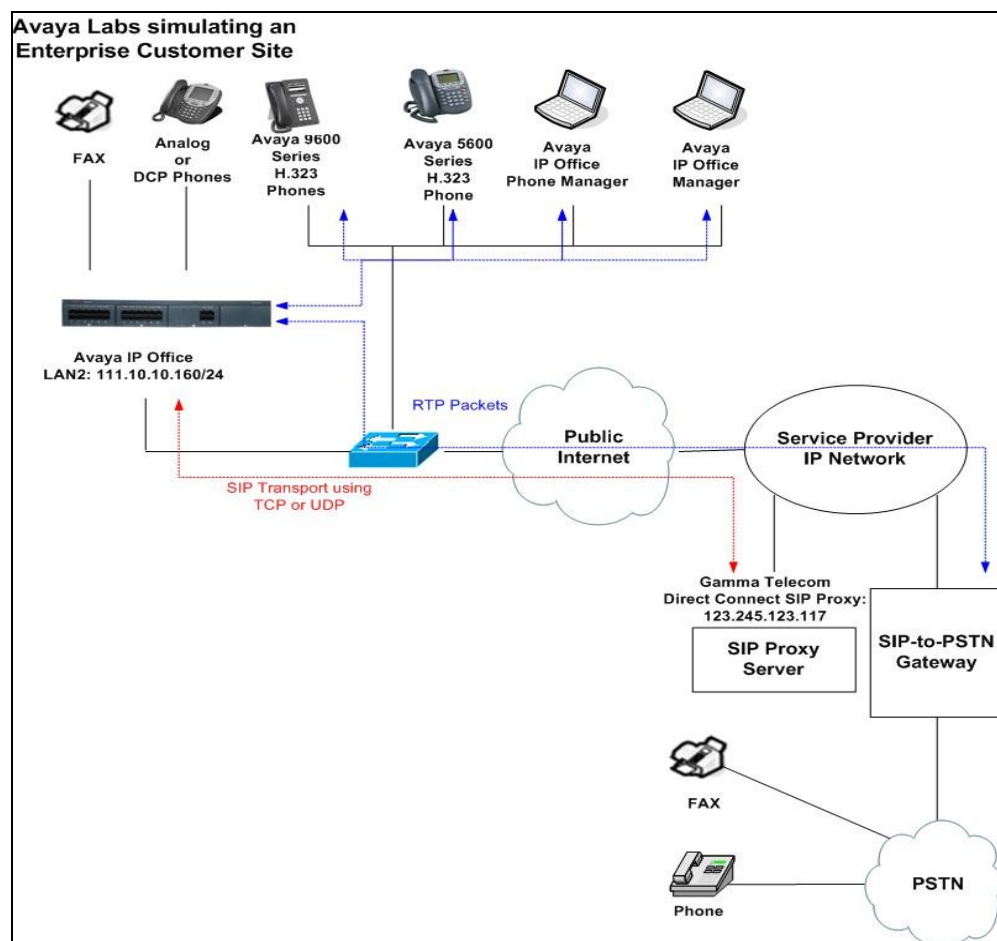 Avaya Labs simulating an
Enterprise Customer Site
FAX
Analog
or
DCP Phones
Avaya 9600
Series
H.323
Phones
Avaya 5600
Series
H.323
Phone
Avaya
IP Office
Phone Manager
Avaya
IP Office
Manager
Avaya IP Office
LAN2: 111.10.10.160/24
RTP Packets
Public
Internet
Service Provider
IP Network
SIP Transport using
TCP or UDP
Gamma Telecom
Direct Connect SIP Proxy:
123.245.123.117
SIP Proxy
Server
SIP-to-PSTN
Gateway
FAX
Phone
PSTN